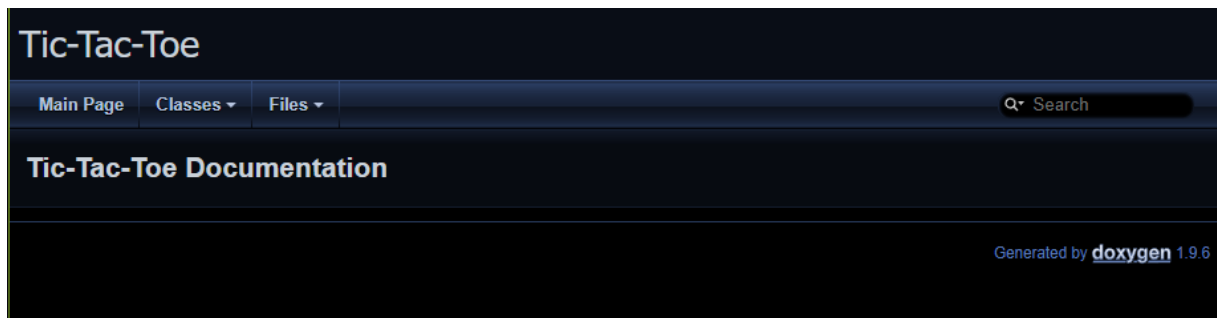 Tic-Tac-Toe
Main Page Classes Files Search
Tic-Tac-Toe Documentation
Generated by doxygen 1.9.6